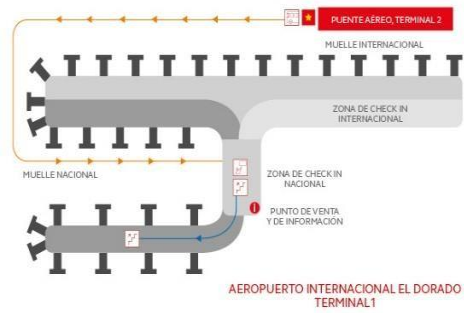 PUENTE AÉREO, TERMINAL 2
MUELLE INTERNACIONAL
ZONA DE CHECK IN
INTERNACIONAL
MUELLE NACIONAL
ZONA DE CHECK IN
NACIONAL
PUNTO DE VENTA
Y DE INFORMACIÓN
AEROPUERTO INTERNACIONAL EL DORADO
TERMINAL1